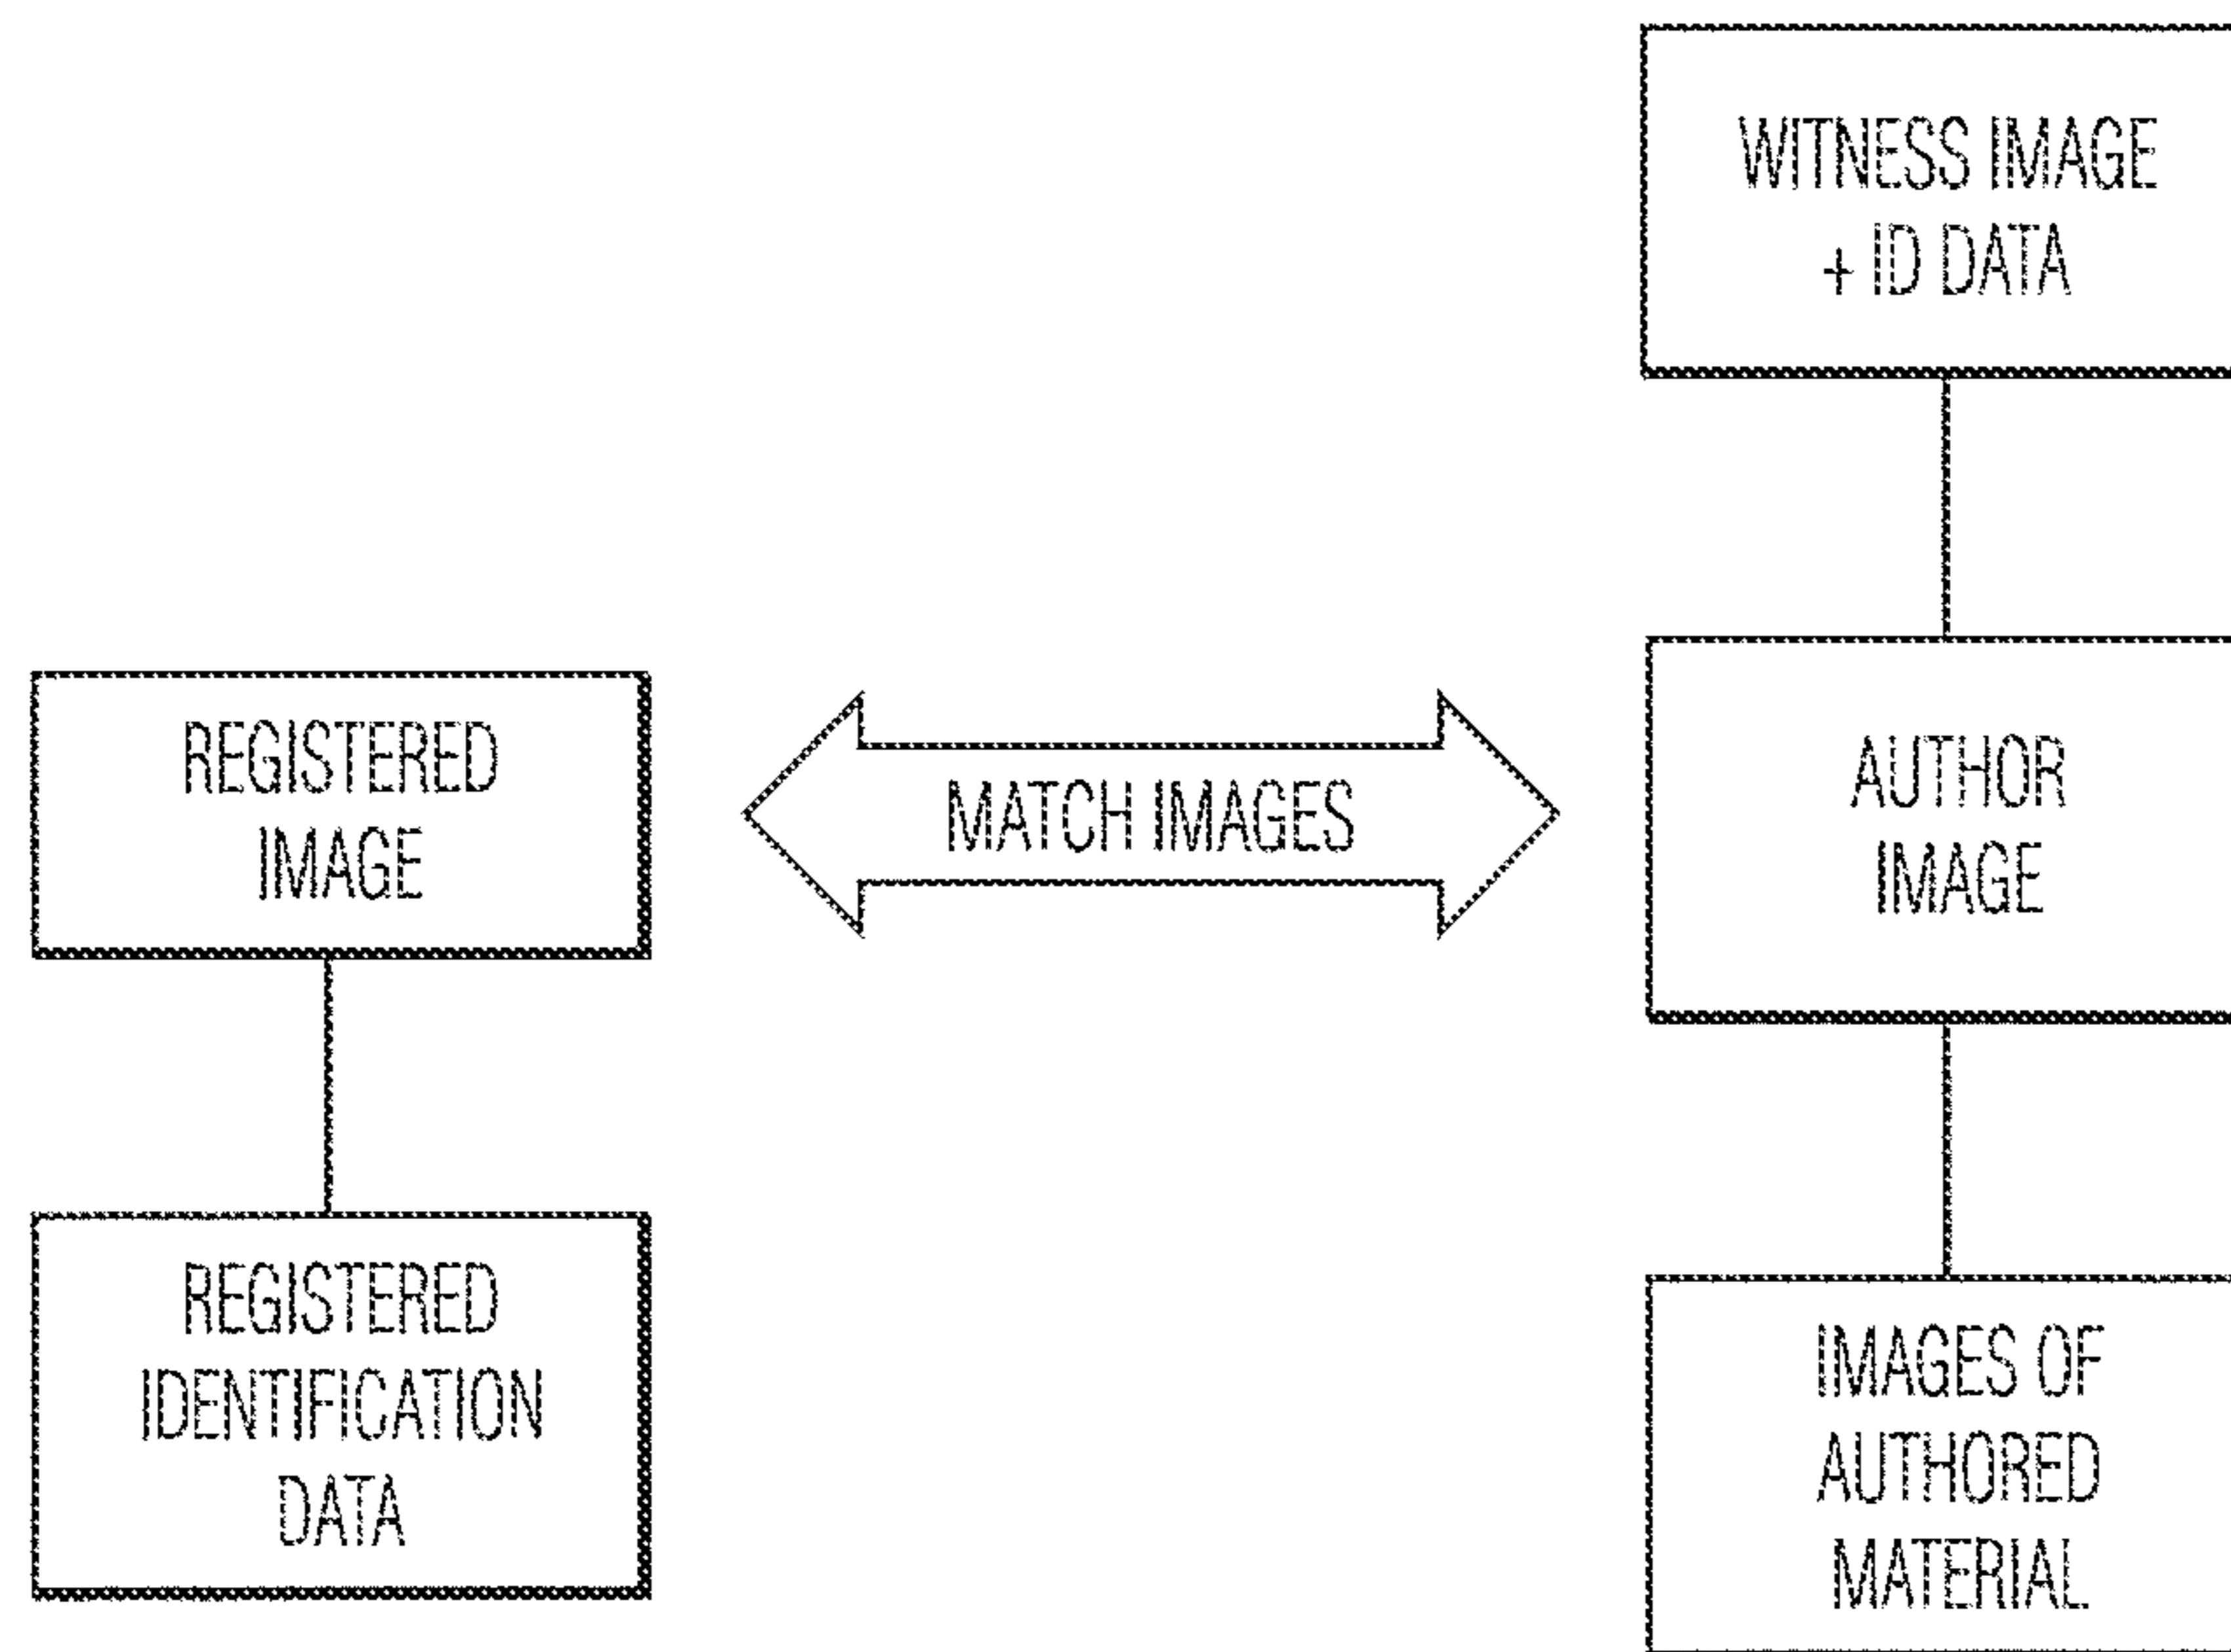 WITNESS IMAGE
+ ID DATA
REGISTERED
IMAGE
MATCH IMAGES
AUTHOR
IMAGE
REGISTERED
IDENTIFICATION
DATA
IMAGES OF
AUTHORED
MATERIAL